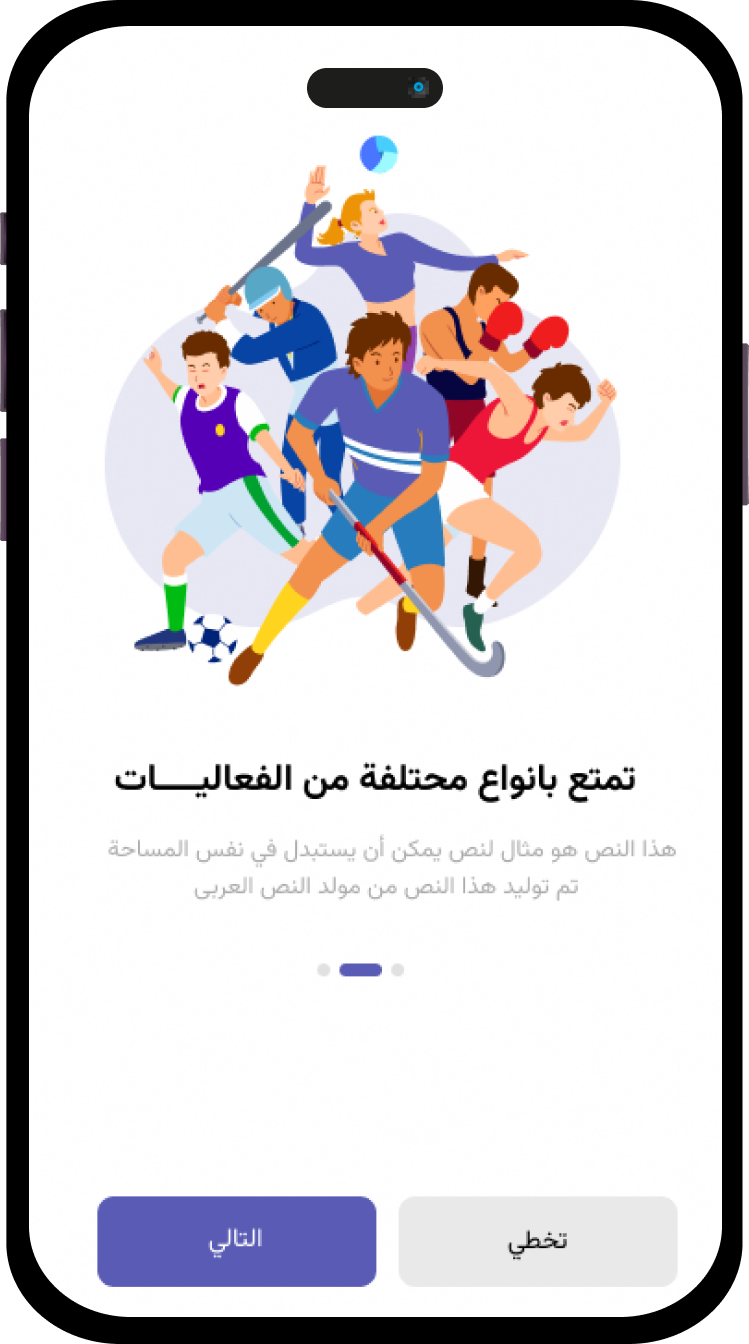 تمتع بانواع محتلفة من الفعاليـــات
هذا النص هو مثال لنص يمكن أن يستبدل في نفس المساحة
تم توليد هذا النص من مولد النص العربى
تخطي
التالي